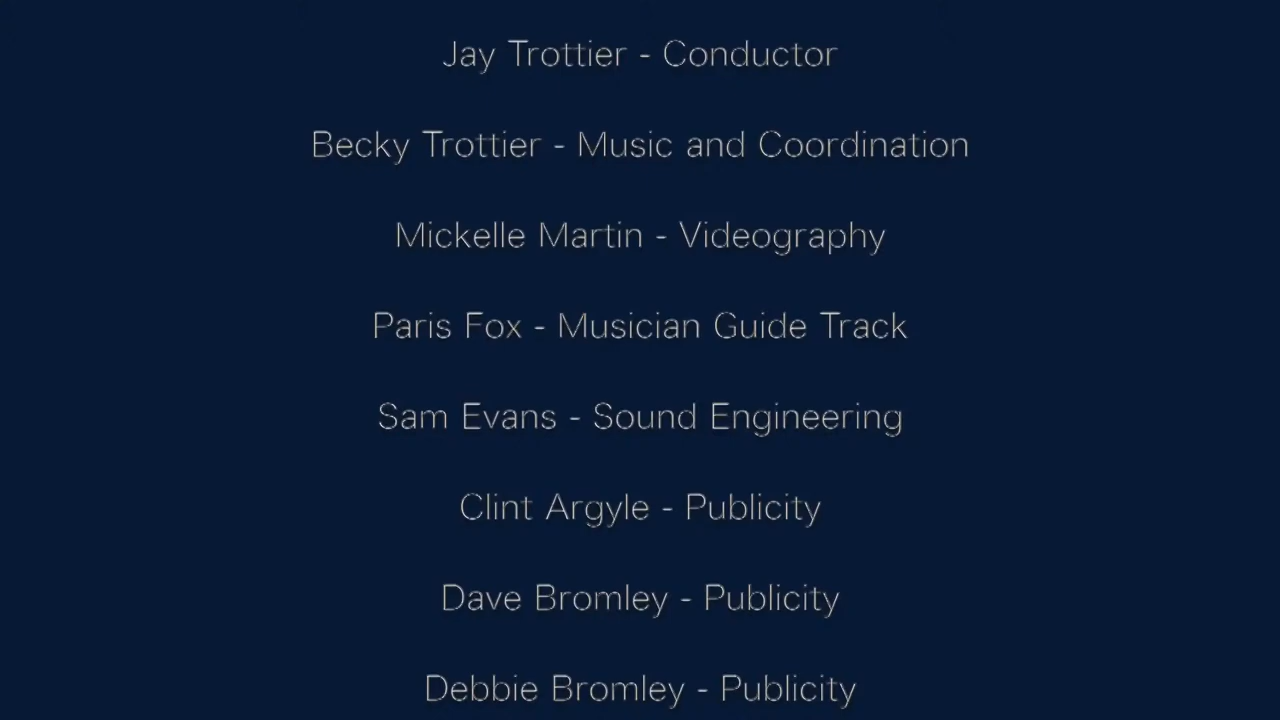 Jay Trottier - Conductor
Becky Trottier - Music and Coordination
Mickelle Martin - Videography
Paris Fox - Musician Guide Track
Sam Evans - Sound Engineering
Clint Argyle - Publicity
Dave Bromley - Publicity
Debbie Bromley - Publicity